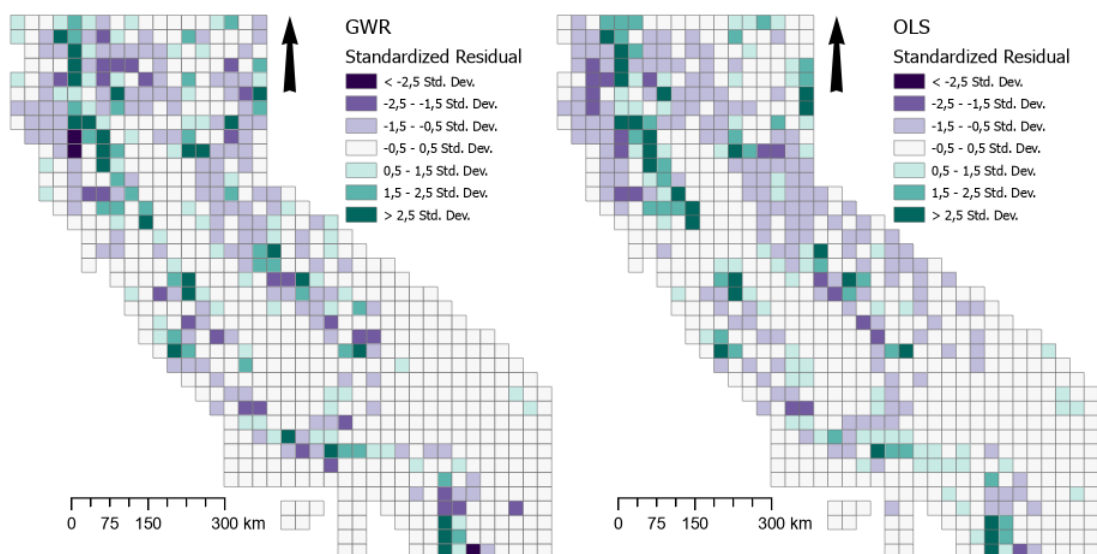 GWR
Standardized Residual
< -2,5 Std. Dev.
-2,5 - -1,5 Std. Dev.
-1,5 - -0,5 Std. Dev.
-0,5 - 0,5 Std. Dev.
0,5 - 1,5 Std. Dev.
1,5 - 2,5 Std. Dev.
> 2,5 Std. Dev.
0 75 150 300 km
OLS
Standardized Residual
< -2,5 Std. Dev.
-2,5 - -1,5 Std. Dev.
-1,5 - -0,5 Std. Dev.
-0,5 - 0,5 Std. Dev.
0,5 - 1,5 Std. Dev.
1,5 - 2,5 Std. Dev.
> 2,5 Std. Dev.
0 75 150 300 km